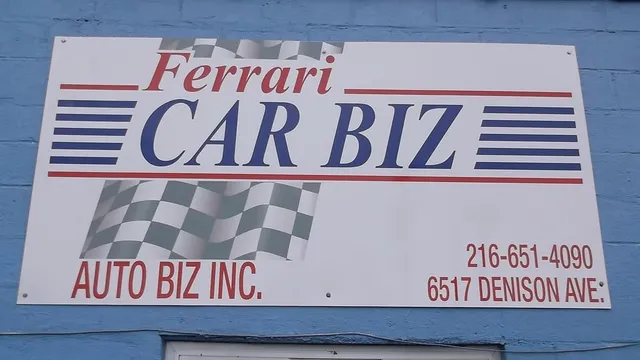 Ferrari
CAR BIZ
AUTO BIZ INC.
216-651-4090
6517 DENISON AVE.